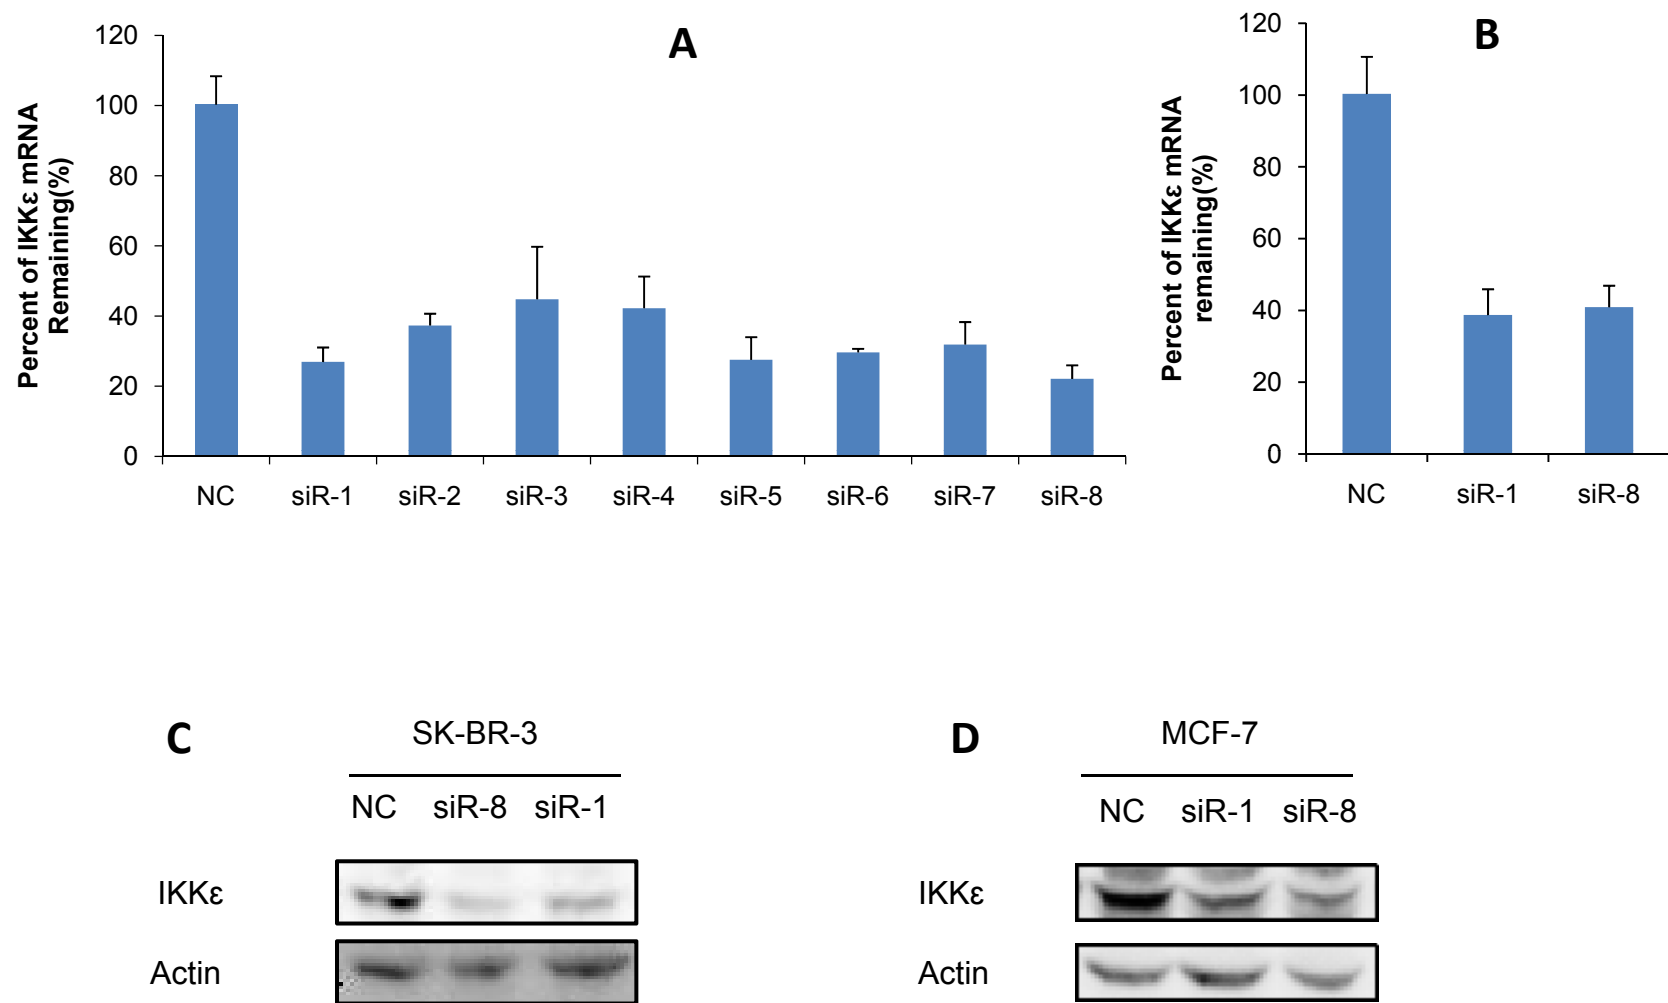 A
Percent of IKKε mRNA
Remaining(%)
120
100
80
60
40
20
0
NC siR-1 siR-2 siR-3 siR-4 siR-5 siR-6 siR-7 siR-8
B
Percent of IKKε mRNA
remaining(%)
120
100
80
60
40
20
0
NC siR-1 siR-8
C
SK-BR-3
NC siR-8 siR-1
IKKε
Actin
D
MCF-7
NC siR-1 siR-8
IKKε
Actin